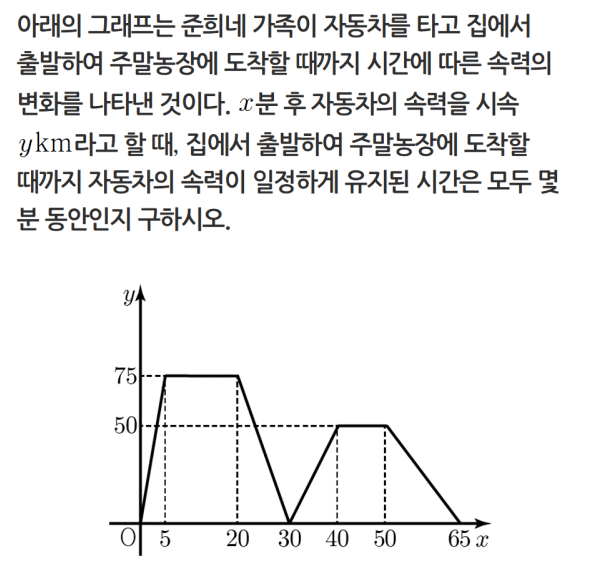 아래의 그래프는 준희네 가족이 자동차를 타고 집에서
출발하여 주말농장에 도착할 때까지 시간에 따른 속력의
변화를 나타낸 것이다. x분 후 자동차의 속력을 시속
y km라고 할 때, 집에서 출발하여 주말농장에 도착할
때까지 자동차의 속력이 일정하게 유지된 시간은 모두 몇
분 동안인지 구하시오.
y
75
50
O 5 20 30 40 50 65 x